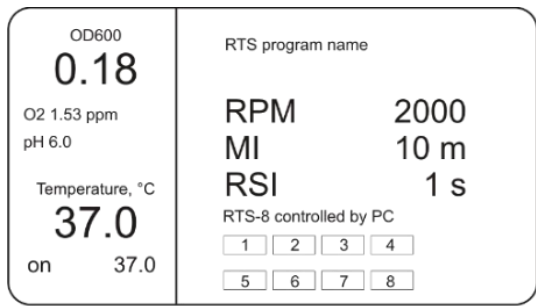 OD600
0.18
O2 1.53 ppm
pH 6.0
Temperature, °C
37.0
on 37.0
RTS program name
RPM 2000
MI 10 m
RSI 1 s
RTS-8 controlled by PC
1 2 3 4
5 6 7 8